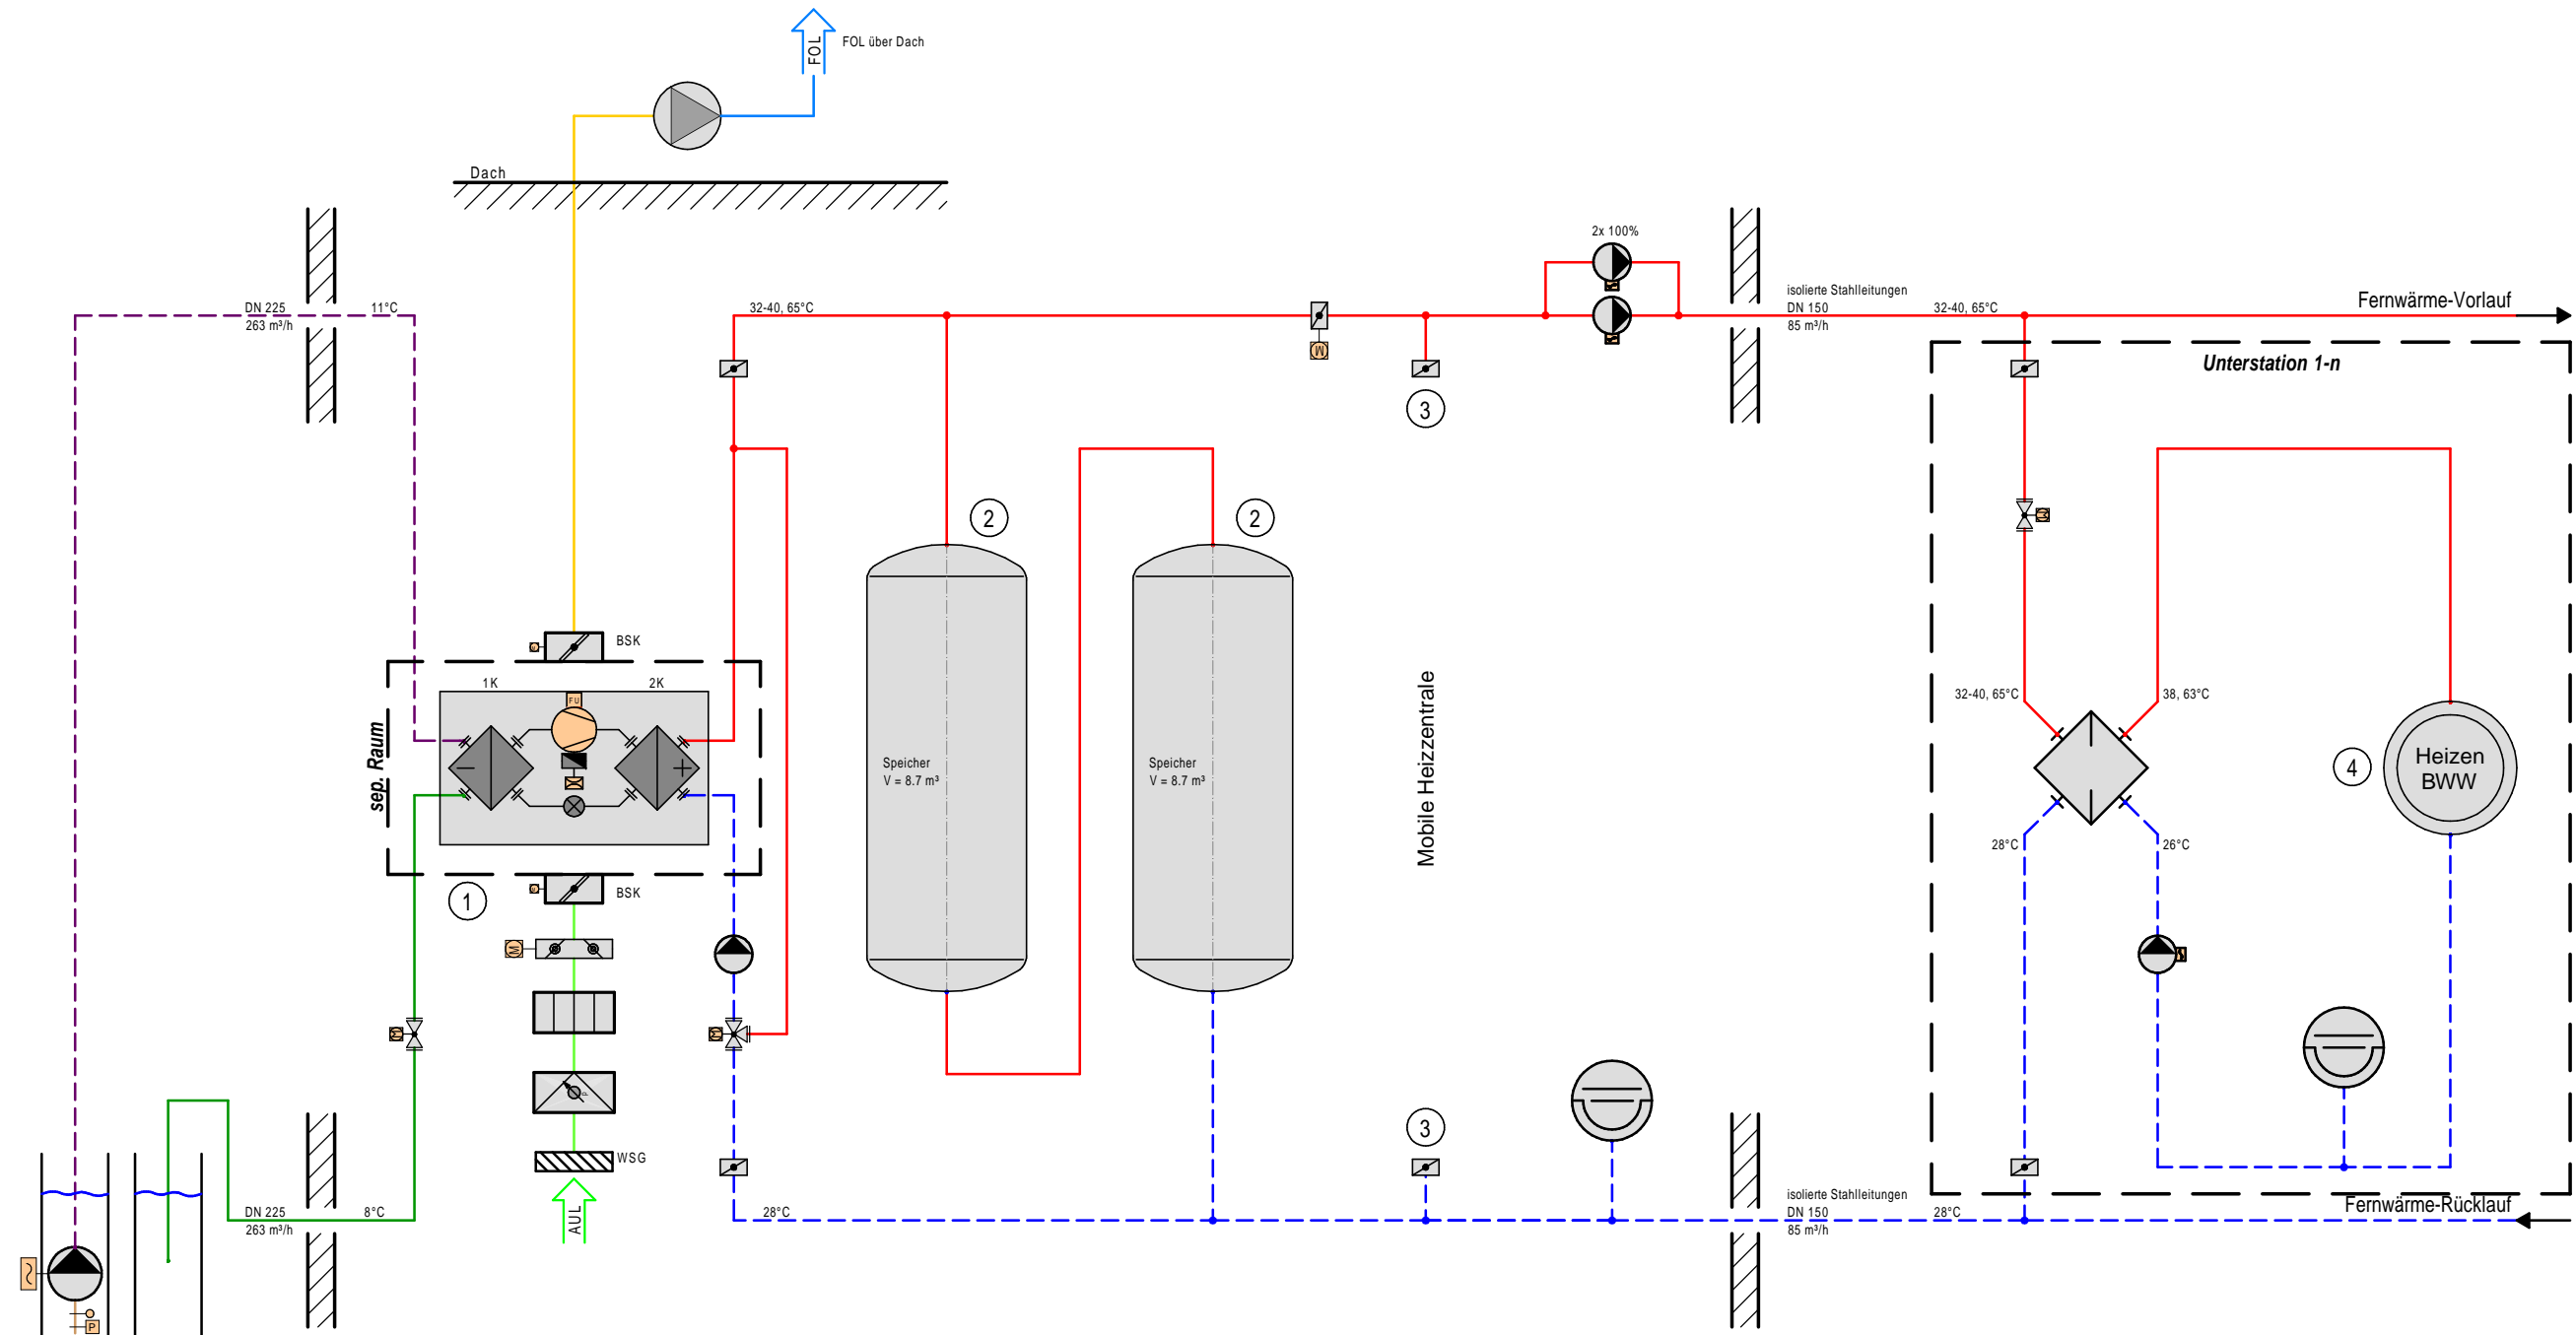 FOL
FOL über Dach
Dach
2x 100%
DN 225
263 m³/h
11°C
32-40, 65°C
isolierte Stahlleitungen
DN 150
85 m³/h
32-40, 65°C
Fernwärme-Vorlauf
M
3
Unterstation 1-n
2
2
M
BSK
sep. Raum
1K
2K
FU
Speicher
V = 8.7 m³
Speicher
V = 8.7 m³
Mobile Heizzentrale
32-40, 65°C
38, 63°C
Heizen
BWW
4
28°C
26°C
1
BSK
M
M
M
3
WSG
AUL
DN 225
263 m³/h
8°C
28°C
isolierte Stahlleitungen
DN 150
85 m³/h
28°C
Fernwärme-Rücklauf
P